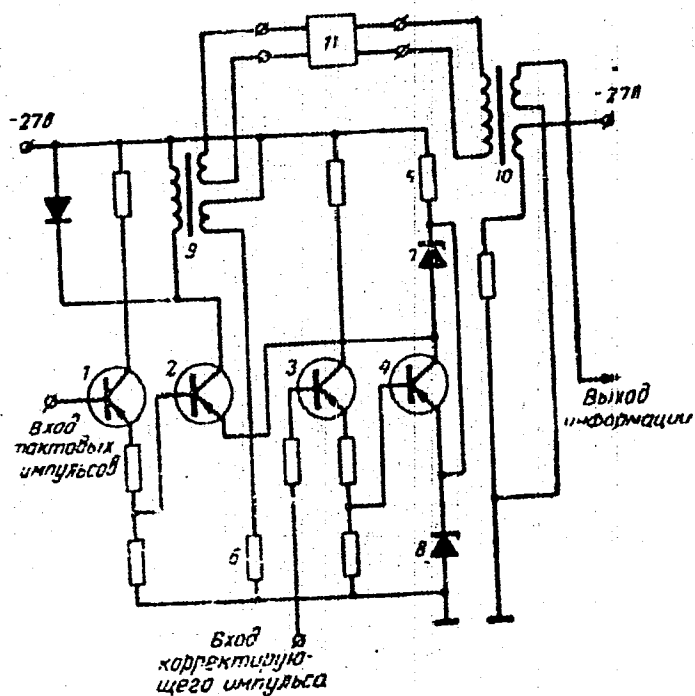 11
-27в
-27в
5
10
9
7
1
2
3
4
Вход
тактовых
импульсов
Выход
информации
6
8
Вход
корректирую-
щего импульса